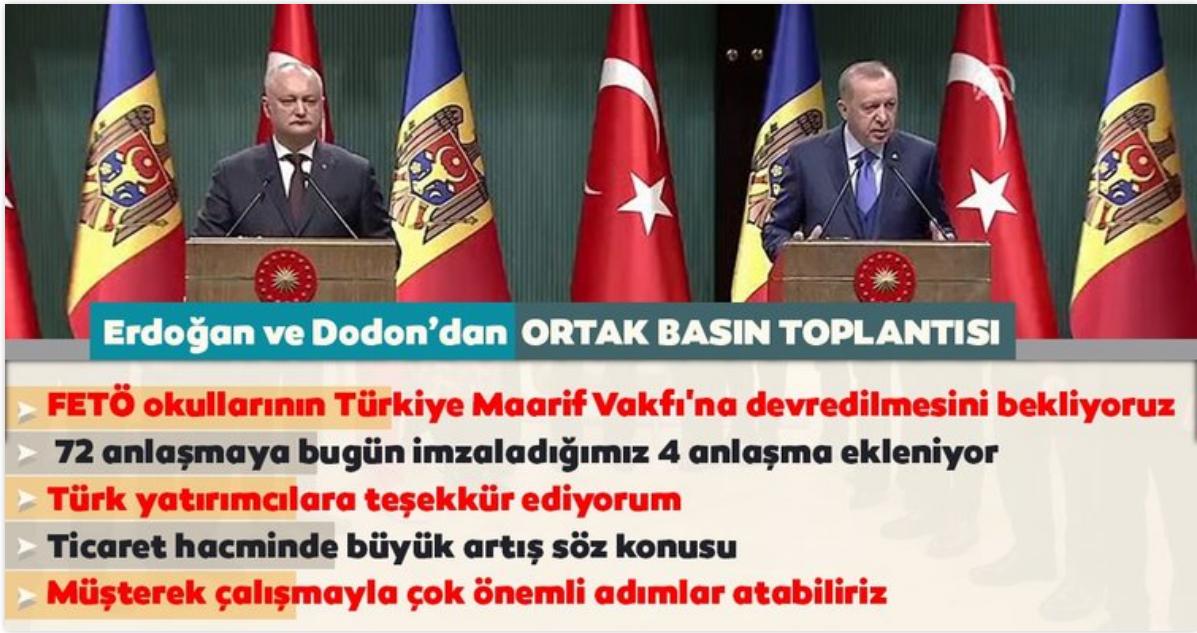 Erdoğan ve Dodon’dan ORTAK BASIN TOPLANTISI
FETÖ okullarının Türkiye Maarif Vakfı'na devredilmesini bekliyoruz
72 anlaşmaya bugün imzaladığımız 4 anlaşma ekleniyor
Türk yatırımcılara teşekkür ediyorum
Ticaret hacminde büyük artış söz konusu
Müşterek çalışmayla çok önemli adımlar atabiliriz